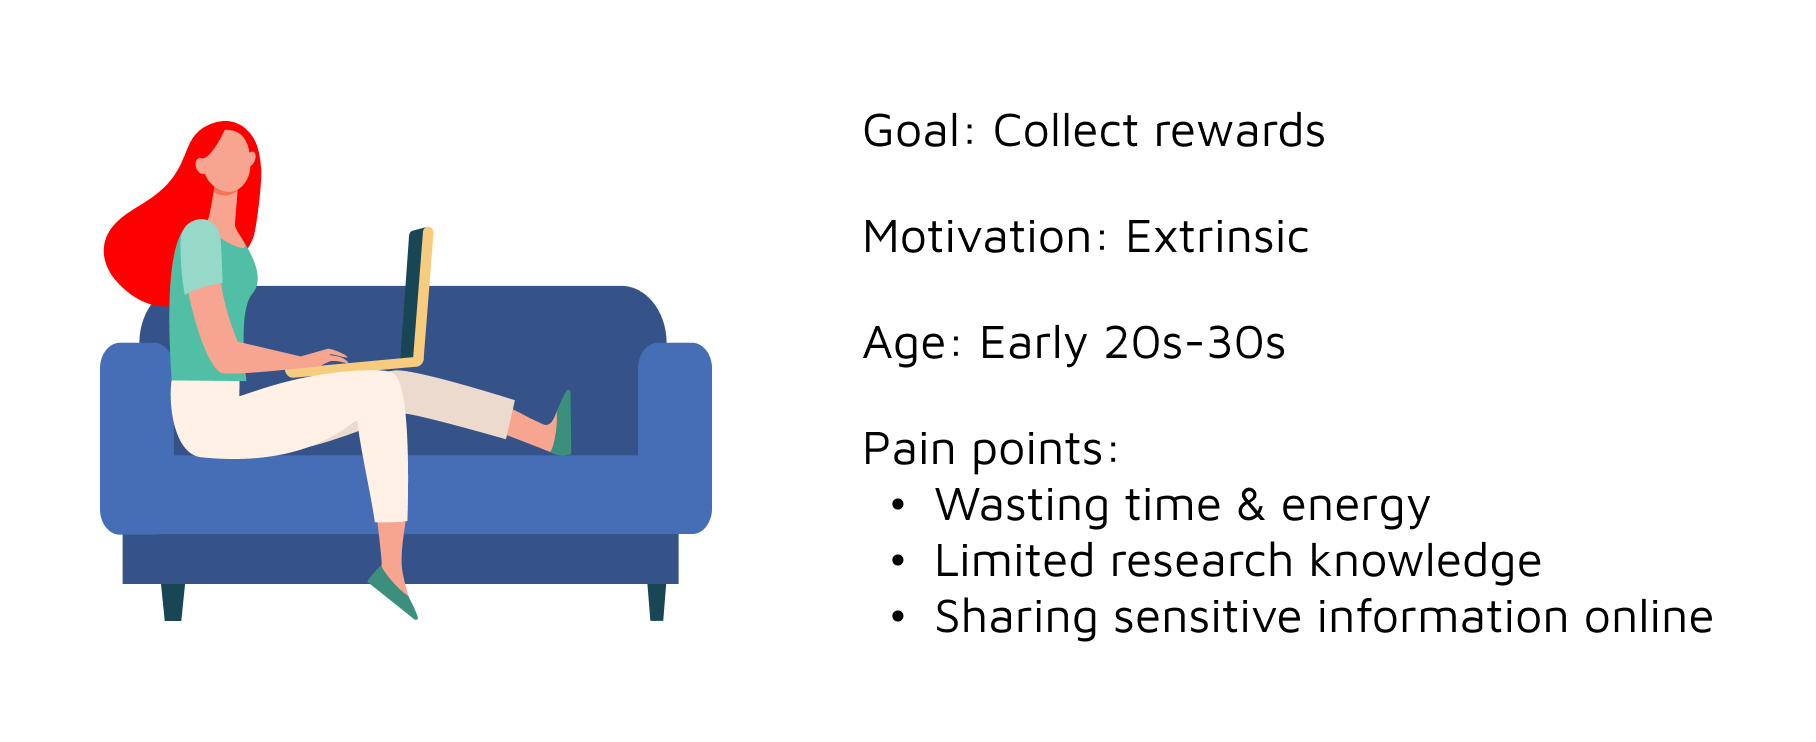 Goal: Collect rewards
Motivation: Extrinsic
Age: Early 20s-30s
Pain points:
• Wasting time & energy
• Limited research knowledge
• Sharing sensitive information online